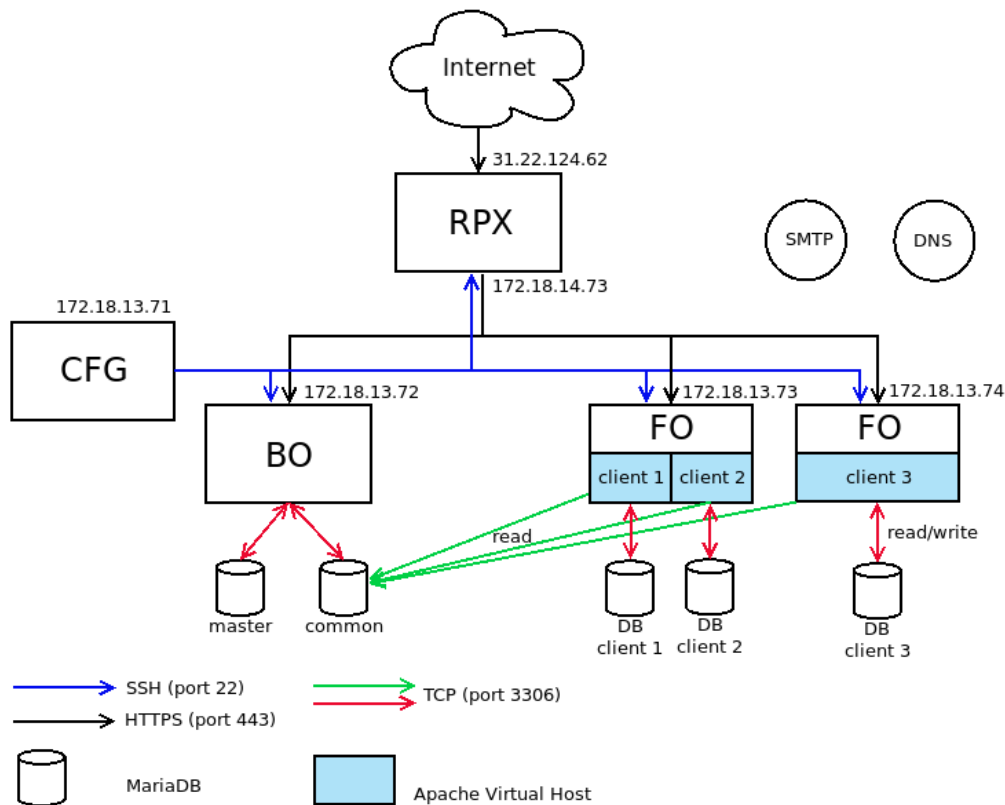 Internet
31.22.124.62
RPX
SMTP
DNS
172.18.14.73
172.18.13.71
CFG
172.18.13.72
172.18.13.73
172.18.13.74
BO
FO
FO
client 1
client 2
client 3
read
read/write
master
common
DB
client 1
DB
client 2
DB
client 3
SSH (port 22)
TCP (port 3306)
HTTPS (port 443)
MariaDB
Apache Virtual Host